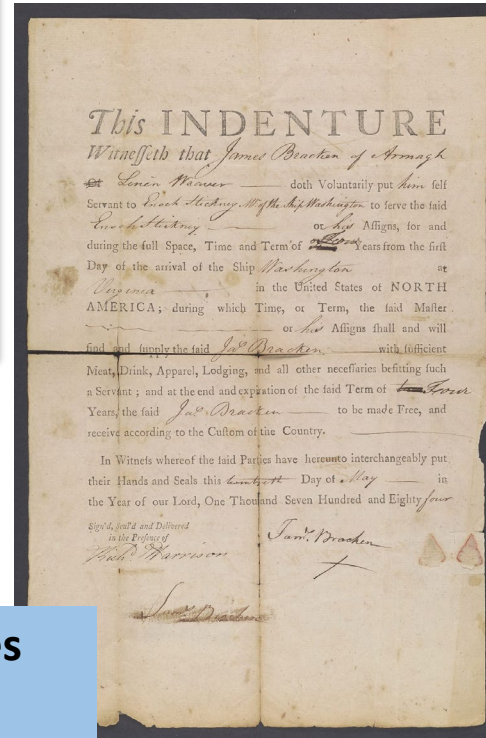 This INDENTURE
Witnesseth that James Bracken of Armagh
Linen Weaver doth Voluntarily put him self
Servant to Enoch Stickney Mr of the Ship Washington to serve the said
Enoch Stickney or his Assigns, for and
during the full Space, Time and Term of Four Years from the first
Day of the arrival of the Ship Washington at
Virginia in the United States of NORTH
AMERICA; during which Time, or Term, the said Master
or his Assigns shall and will
find and supply the said Jas Bracken with sufficient
Meat, Drink, Apparel, Lodging, and all other necessaries befitting such
a Servant; and at the end and expiration of the said Term of Four
Years, the said Jas Bracken to be made Free, and
receive according to the Custom of the Country.
In Witness whereof the said Parties have hereunto interchangeably put
their Hands and Seals this Day of May in
the Year of our Lord, One Thousand Seven Hundred and Eighty four
Sign'd, Seal'd and Delivered
in the Presence of
Richd Harrison
Bracken
Bracken
s